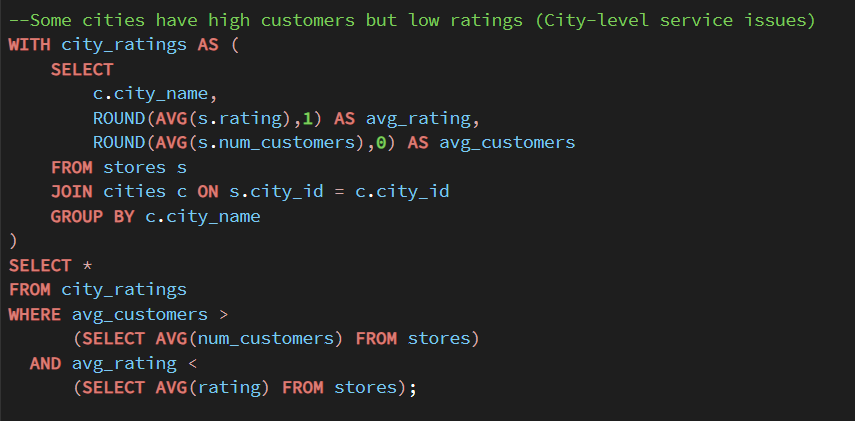 --Some cities have high customers but low ratings (City-level service issues)
WITH city_ratings AS (
    SELECT
        c.city_name,
        ROUND(AVG(s.rating),1) AS avg_rating,
        ROUND(AVG(s.num_customers),0) AS avg_customers
    FROM stores s
    JOIN cities c ON s.city_id = c.city_id
    GROUP BY c.city_name
)
SELECT *
FROM city_ratings
WHERE avg_customers >
      (SELECT AVG(num_customers) FROM stores)
  AND avg_rating <
      (SELECT AVG(rating) FROM stores);